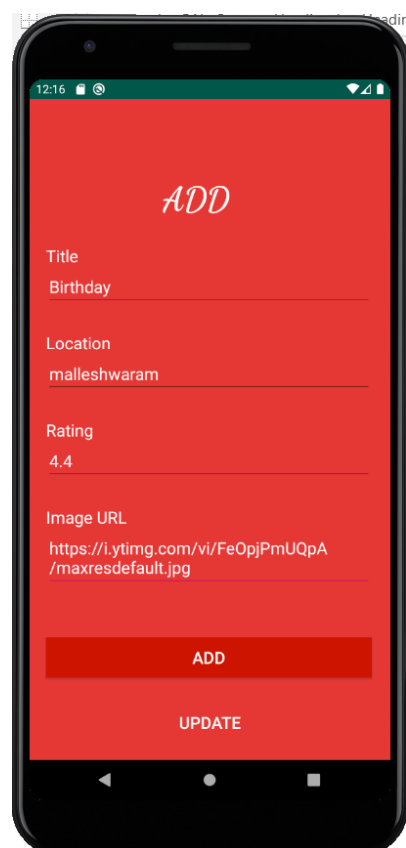 12:16
ADD
Title
Birthday
Location
malleshwaram
Rating
4.4
Image URL
https://i.ytimg.com/vi/FeOpjPmUQpA
/maxresdefault.jpg
ADD
UPDATE